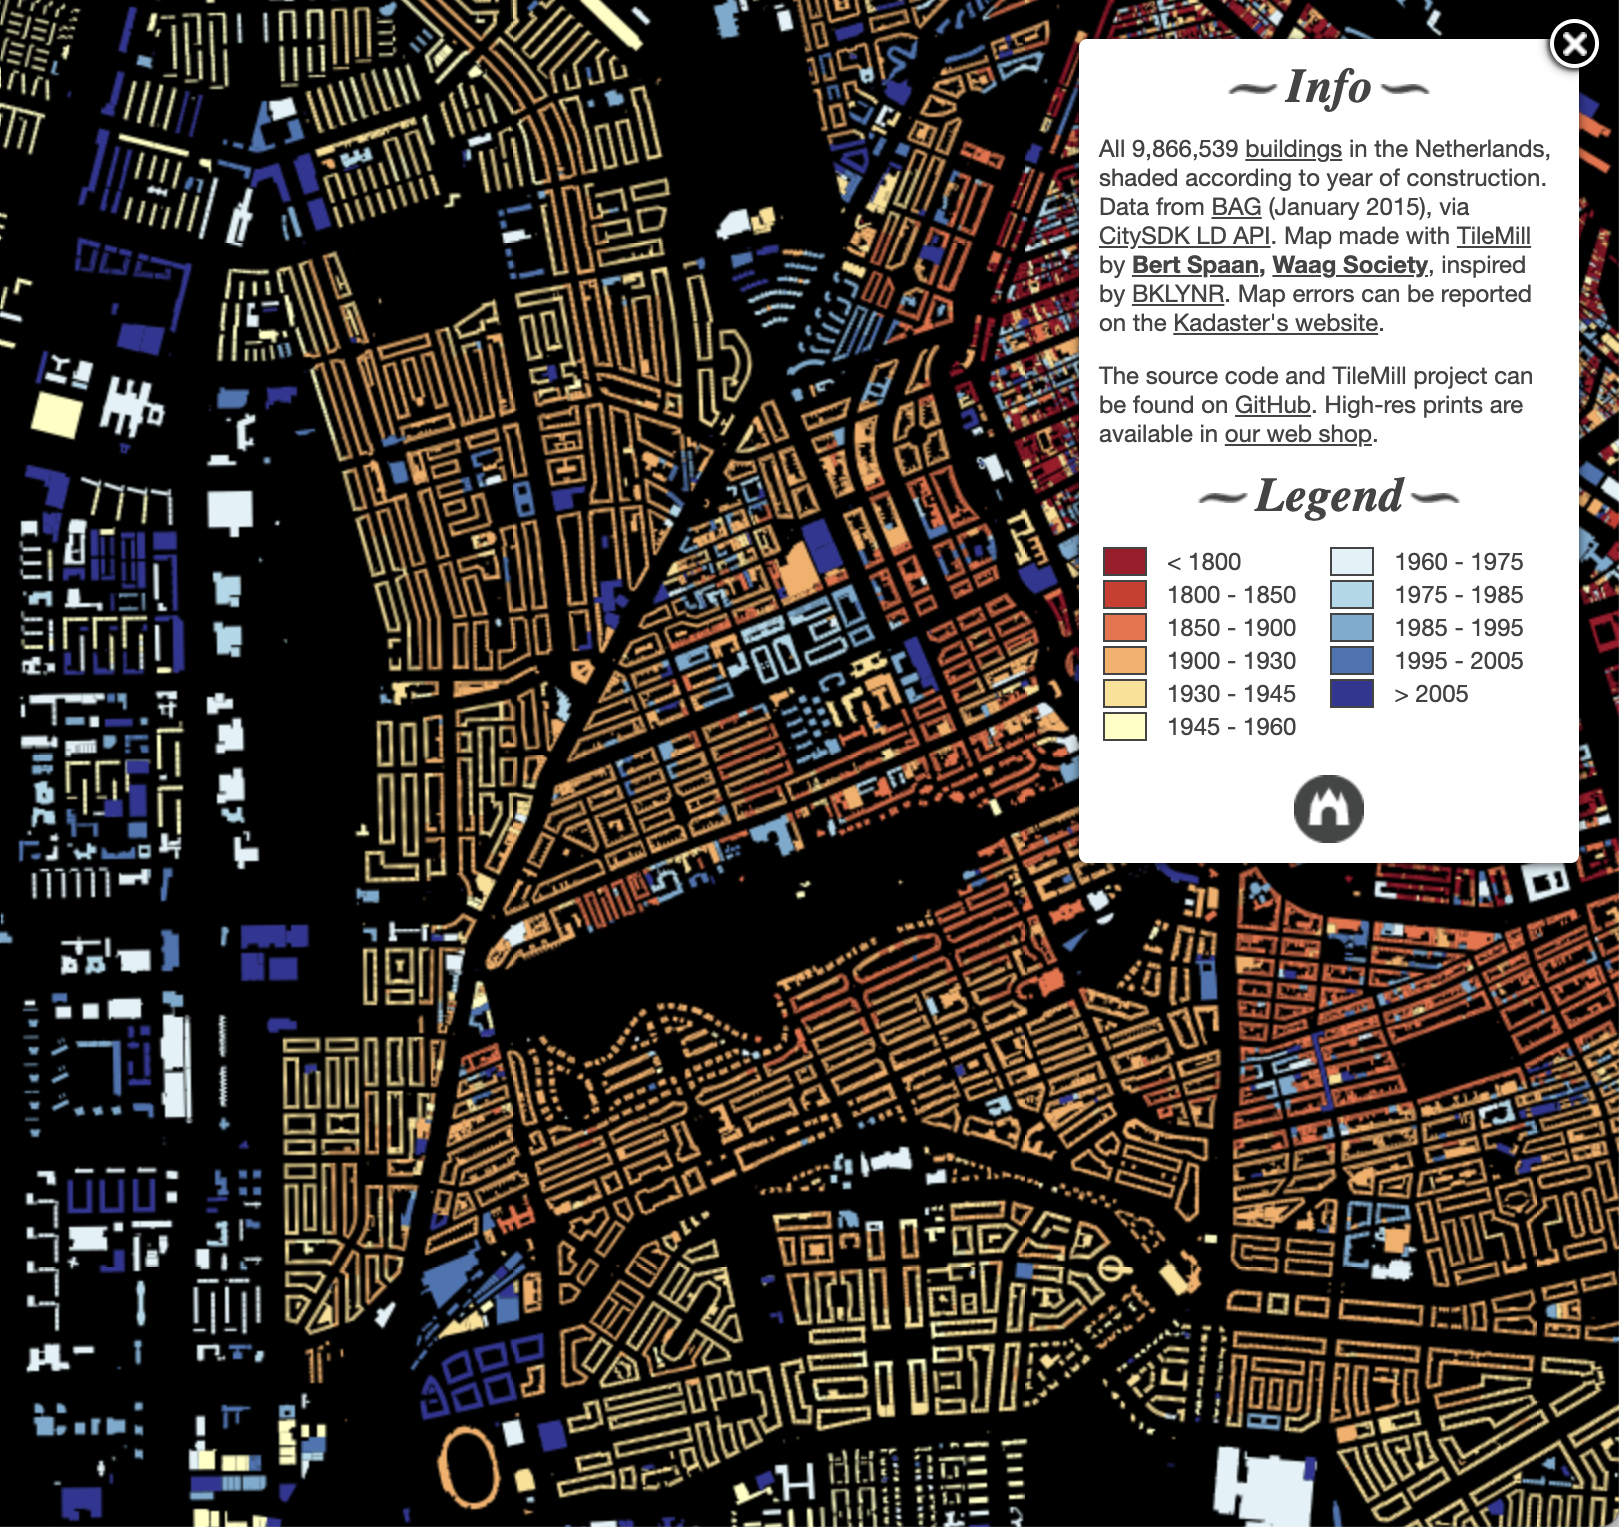 Info
All 9,866,539 buildings in the Netherlands,
shaded according to year of construction.
Data from BAG (January 2015), via
CitySDK LD API. Map made with TileMill
by Bert Spaan, Waag Society, inspired
by BKLYNR. Map errors can be reported
on the Kadaster's website.
The source code and TileMill project can
be found on GitHub. High-res prints are
available in our web shop.
Legend
< 1800
1800 - 1850
1850 - 1900
1900 - 1930
1930 - 1945
1945 - 1960
1960 - 1975
1975 - 1985
1985 - 1995
1995 - 2005
> 2005